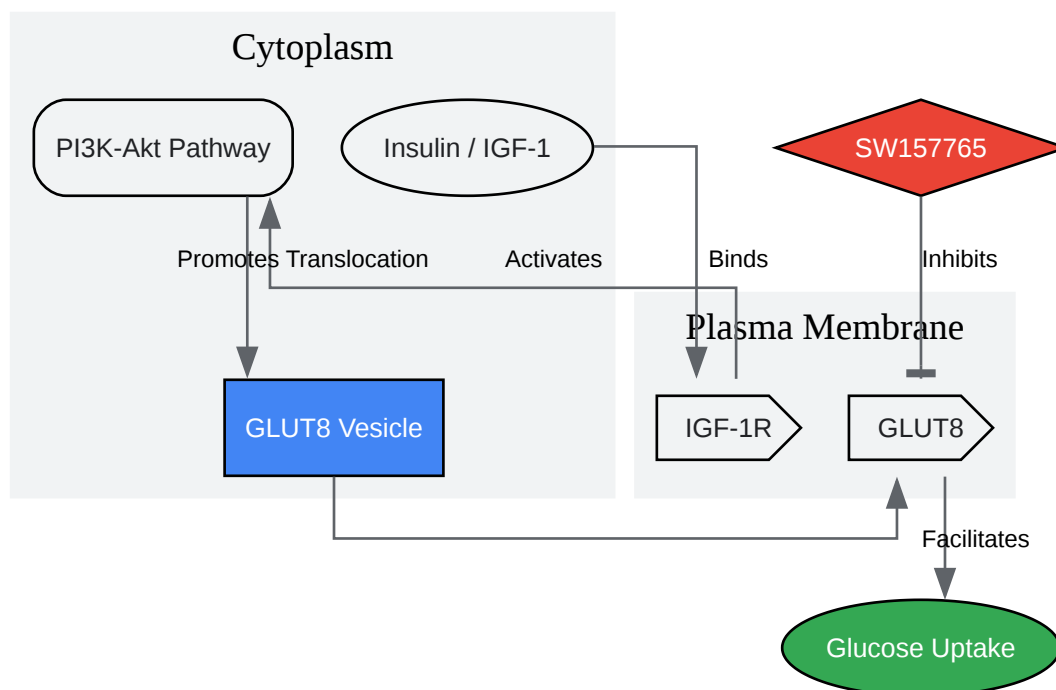 Cytoplasm
PI3K-Akt Pathway
Insulin / IGF-1
SW157765
Promotes Translocation
Activates
Binds
Inhibits
Plasma Membrane
GLUT8 Vesicle
IGF-1R
GLUT8
Facilitates
Glucose Uptake